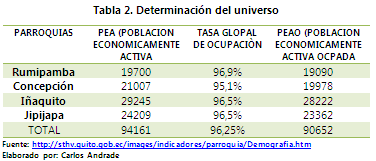 Tabla 2. Determinación del universo
PARROQUIAS PEA (POBLACION ECONOMICAMENTE ACTIVA TASA GLOPAL DE OCUPACIÒN PEAO (POBLACION ECONOMICAMENTE ACTIVA OCPADA
Rumipamba 19700 96,9% 19090
Concepción 21007 95,1% 19978
Iñaquito 29245 96,5% 28222
Jipijapa 24209 96,5% 23362
TOTAL 94161 96,25% 90652
Fuente: http://sthv.quito.gob.ec/images/indicadores/parroquia/Demografia.htm
Elaborado por: Carlos Andrade